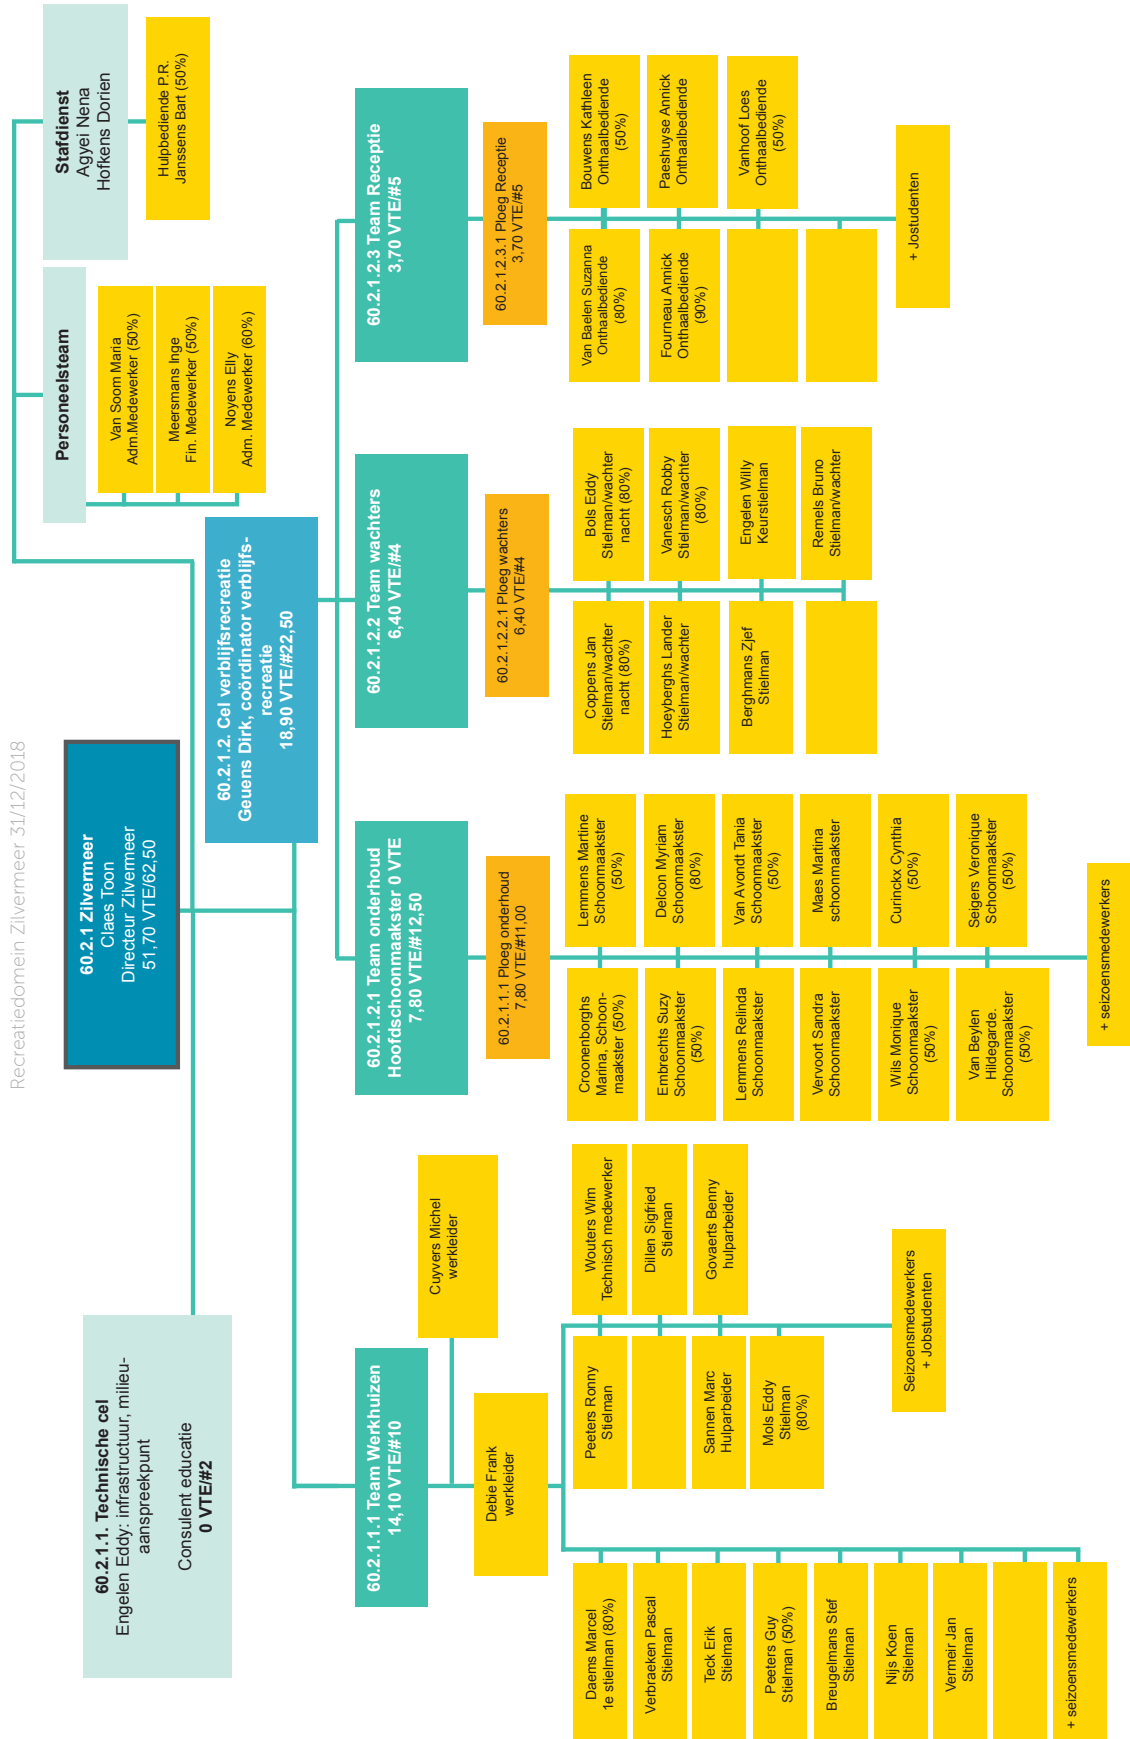 Recreatiedomein Zilvermeer 31/12/2018
60.2.1 Zilvermeer
Claes Toon
Directeur Zilvermeer
51,70 VTE/62,50
Personeelsteam
Van Soom Maria
Adm.Medewerker (50%)
Meersmans Inge
Fin. Medewerker (50%)
Noyens Elly
Adm. Medewerker (60%)
Stafdienst
Agyei Nena
Hofkens Dorien
Hulpbediende P.R.
Janssens Bart (50%)
60.2.1.1. Technische cel
Engelen Eddy: infrastructuur, milieu-
aanspreekpunt
Consulent educatie
0 VTE/#2
60.2.1.2. Cel verblijfsrecreatie
Geuens Dirk, coördinator verblijfs-
recreatie
18,90 VTE/#22,50
60.2.1.1.1 Team Werkhuizen
14,10 VTE/#10
Cuyvers Michel
werkleider
Debie Frank
werkleider
Daems Marcel
1e stielman (80%)
Verbraeken Pascal
Stielman
Teck Erik
Stielman
Peeters Guy
Stielman (50%)
Breugelmans Stef
Stielman
Nijs Koen
Stielman
Vermeir Jan
Stielman
+ seizoensmedewerkers
Peeters Ronny
Stielman
Wouters Wim
Technisch medewerker
Dillen Sigfried
Stielman
Sannen Marc
Hulparbeider
Govaerts Benny
hulparbeider
Mols Eddy
Stielman
(80%)
Seizoensmedewerkers
+ Jobstudenten
60.2.1.2.1 Team onderhoud
Hoofdschoonmaakster 0 VTE
7,80 VTE/#12,50
60.2.1.1.1.1 Ploeg onderhoud
7,80 VTE/#11,00
Croonenborghs
Marina, Schoon-
maakster (50%)
Lemmens Martine
Schoonmaakster
(50%)
Embrechts Suzy
Schoonmaakster
(50%)
Delcon Myriam
Schoonmaakster
(80%)
Lemmens Relinda
Schoonmaakster
Van Avondt Tania
Schoonmaakster
(50%)
Vervoort Sandra
Schoonmaakster
Maes Martina
schoonmaakster
Wils Monique
Schoonmaakster
(50%)
Curinckx Cynthia
(50%)
Van Beylen
Hildegarde.
Schoonmaakster
(50%)
Seigers Veronique
Schoonmaakster
(50%)
+ seizoensmedewerkers
60.2.1.2.2 Team wachters
6,40 VTE/#4
60.2.1.2.2.1 Ploeg wachters
6,40 VTE/#4
Coppens Jan
Stielman/wachter
nacht (80%)
Bols Eddy
Stielman/wachter
nacht (80%)
Hoeyberghs Lander
Stielman/wachter
Vanesch Robby
Stielman/wachter
(80%)
Berghmans Zjef
Stielman
Engelen Willy
Keurstielman
Remels Bruno
Stielman/wachter
60.2.1.2.3 Team Receptie
3,70 VTE/#5
60.2.1.2.3.1 Ploeg Receptie
3,70 VTE/#5
Van Baelen Suzanna
Onthaalbediende
(80%)
Bouwens Kathleen
Onthaalbediende
(50%)
Fourneau Annick
Onthaalbediende
(90%)
Paeshuyse Annick
Onthaalbediende
Vanhoof Loes
Onthaalbediende
(50%)
+ Jostudenten